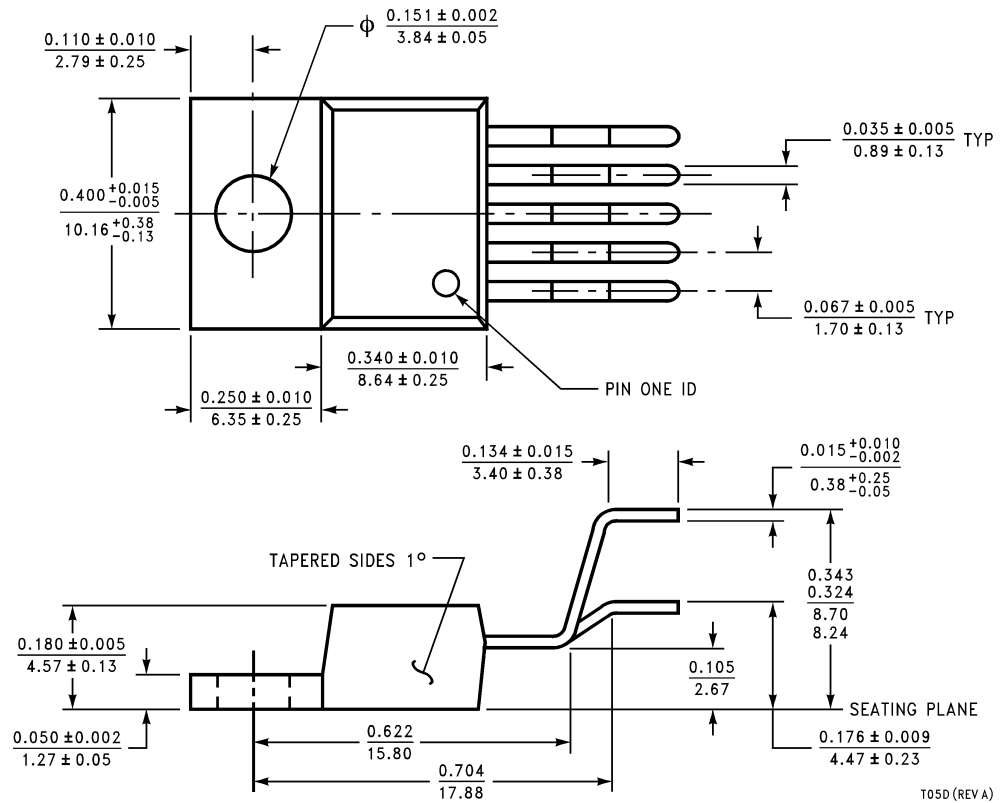 ϕ 0.151 ± 0.002
3.84 ± 0.05
0.110 ± 0.010
2.79 ± 0.25
0.035 ± 0.005 TYP
0.89 ± 0.13
0.400 +0.015 -0.005
10.16 +0.38 -0.13
0.067 ± 0.005 TYP
1.70 ± 0.13
0.340 ± 0.010
8.64 ± 0.25
PIN ONE ID
0.250 ± 0.010
6.35 ± 0.25
0.134 ± 0.015
3.40 ± 0.38
0.015 +0.010 -0.002
0.38 +0.25 -0.05
TAPERED SIDES 1°
0.343
0.324
8.70
8.24
0.180 ±0.005
4.57 ± 0.13
0.105
2.67
SEATING PLANE
0.050 ±0.002
1.27 ± 0.05
0.622
15.80
0.176 ±0.009
4.47 ± 0.23
0.704
17.88
T05D (REV A)